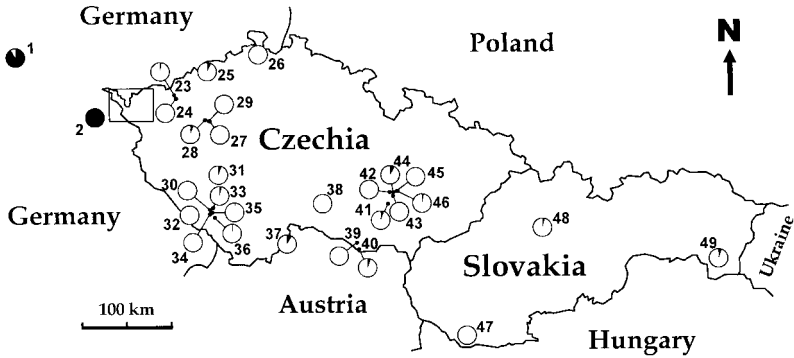 Germany
Poland
N
1
26
23
25
29
24
2
28
27
Czechia
31
44
45
42
30
33
38
35
46
41
43
32
48
Germany
37
39
49
36
40
34
Slovakia
Ukraine
100 km
Austria
47
Hungary